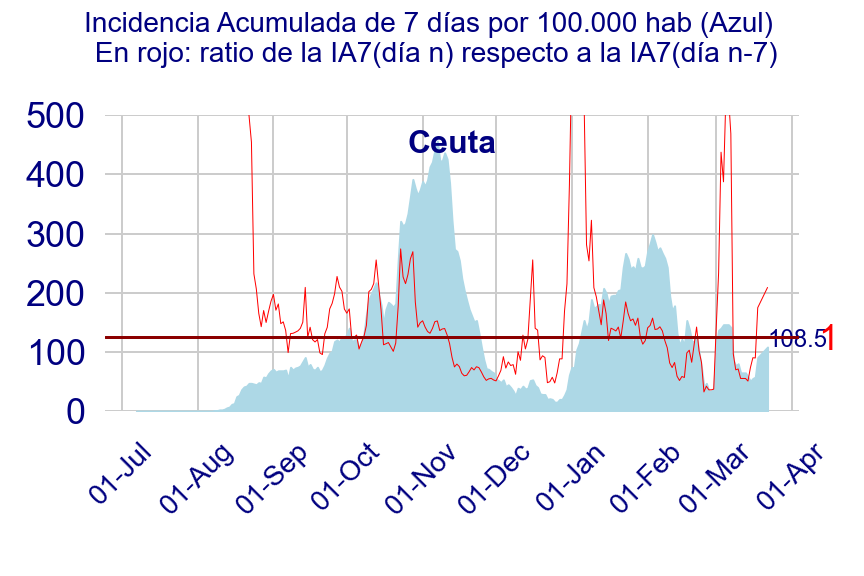 Incidencia Acumulada de 7 días por 100.000 hab (Azul)
En rojo: ratio de la IA7(día n) respecto a la IA7(día n-7)
500
Ceuta
400
300
200
108.5
1
100
0
01-Jul
01-Aug
01-Sep
01-Oct
01-Nov
01-Dec
01-Jan
01-Feb
01-Mar
01-Apr